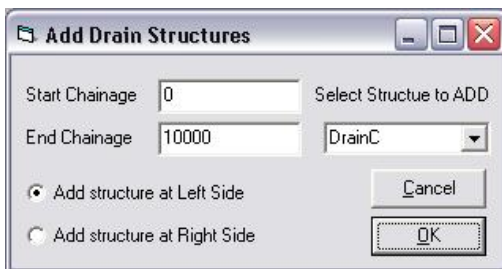 Add Drain Structures
Start Chainage 0 Select Structue to ADD
End Chainage 10000 DrainC
Add structure at Left Side Cancel
Add structure at Right Side OK